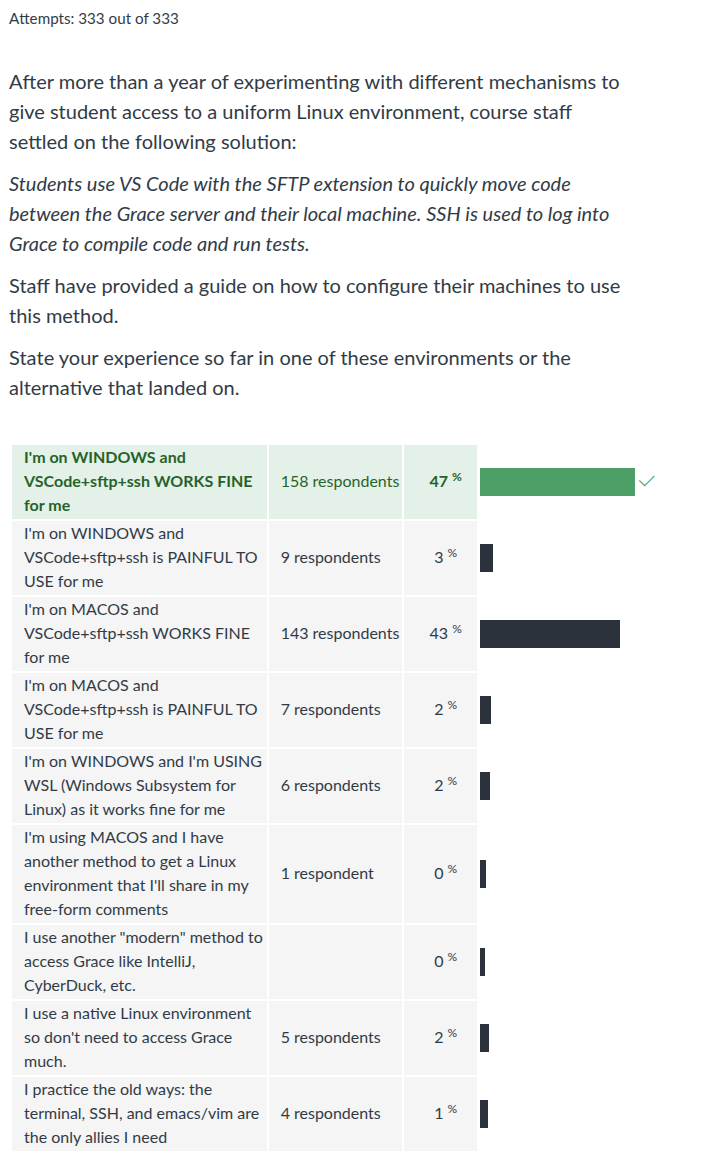 Attempts: 333 out of 333
After more than a year of experimenting with different mechanisms to
give student access to a uniform Linux environment, course staff
settled on the following solution:
Students use VS Code with the SFTP extension to quickly move code
between the Grace server and their local machine. SSH is used to log into
Grace to compile code and run tests.
Staff have provided a guide on how to configure their machines to use
this method.
State your experience so far in one of these environments or the
alternative that landed on.
I'm on WINDOWS and
VSCode+sftp+ssh WORKS FINE
for me
158 respondents
47 %
I'm on WINDOWS and
VSCode+sftp+ssh is PAINFUL TO
USE for me
9 respondents
3 %
I'm on MACOS and
VSCode+sftp+ssh WORKS FINE
for me
143 respondents
43 %
I'm on MACOS and
VSCode+sftp+ssh is PAINFUL TO
USE for me
7 respondents
2 %
I'm on WINDOWS and I'm USING
WSL (Windows Subsystem for
Linux) as it works fine for me
6 respondents
2 %
I'm using MACOS and I have
another method to get a Linux
environment that I'll share in my
free-form comments
1 respondent
0 %
I use another "modern" method to
access Grace like IntelliJ,
CyberDuck, etc.
0 %
I use a native Linux environment
so don't need to access Grace
much.
5 respondents
2 %
I practice the old ways: the
terminal, SSH, and emacs/vim are
the only allies I need
4 respondents
1 %